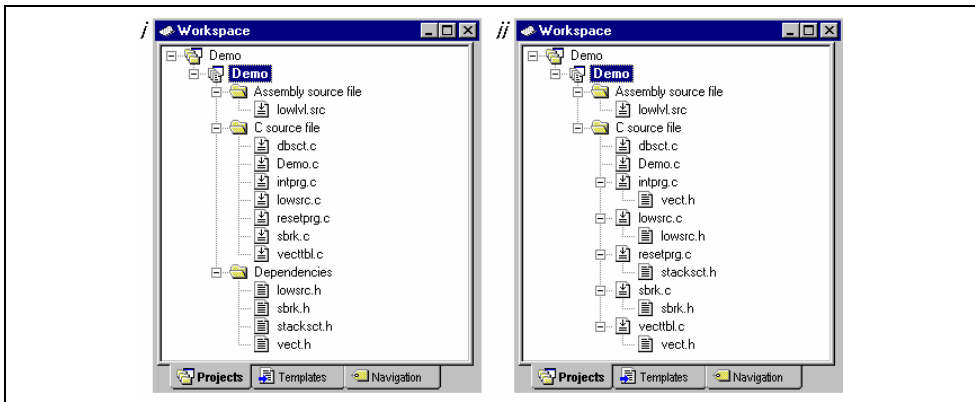 i
Workspace
Demo
Demo
Assembly source file
lowlvl.src
C source file
dbsct.c
Demo.c
intprg.c
lowsrc.c
resetprg.c
sbrk.c
vecttbl.c
Dependencies
lowsrc.h
sbrk.h
stacksct.h
vect.h
Projects Templates Navigation
ii
Workspace
Demo
Demo
Assembly source file
lowlvl.src
C source file
dbsct.c
Demo.c
intprg.c
vect.h
lowsrc.c
lowsrc.h
resetprg.c
stacksct.h
sbrk.c
sbrk.h
vecttbl.c
vect.h
Projects Templates Navigation